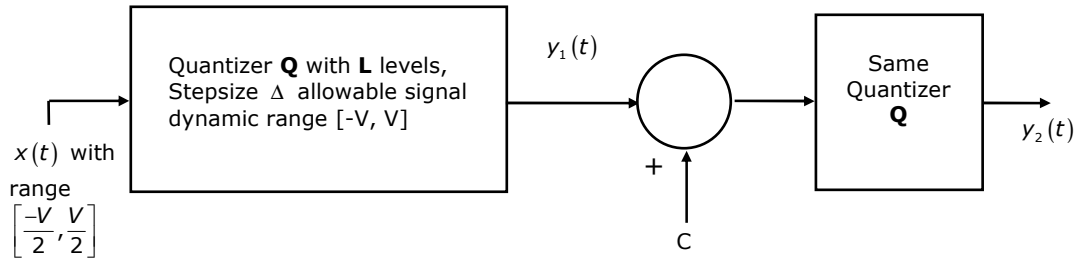 Quantizer Q with L levels,
Stepsize Δ allowable signal
dynamic range [-V, V]
y₁(t)
Same
Quantizer
Q
y₂(t)
x(t) with
range
[-V/2, V/2]
+
C